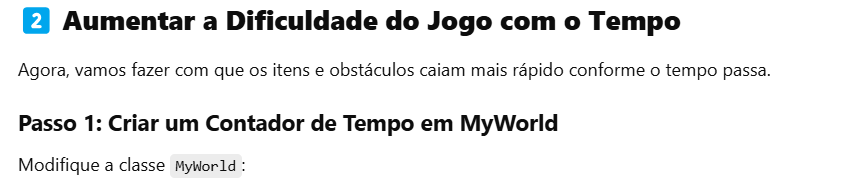 2 Aumentar a Dificuldade do Jogo com o Tempo
Agora, vamos fazer com que os itens e obstáculos caiam mais rápido conforme o tempo passa.
Passo 1: Criar um Contador de Tempo em MyWorld
Modifique a classe MyWorld: